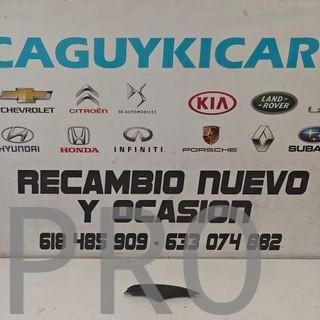 CAGUYKICAR
CHEVROLET CITROËN DS AUTOMOBILES KIA LAND ROVER
HYUNDAI HONDA INFINITI PORSCHE SUBA
RECAMBIO NUEVO
Y OCASION
618 485 909 - 633 074 882
PRO